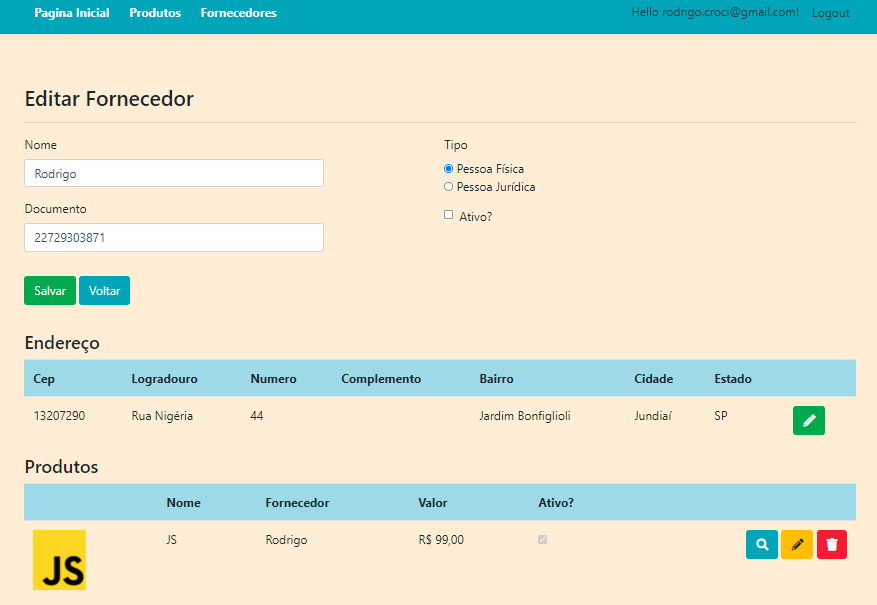 Pagina Inicial Produtos Fornecedores Hello rodrigo.croci@gmail.com! Logout
Editar Fornecedor
Nome
Rodrigo
Documento
22729303871
Tipo
Pessoa Física
Pessoa Jurídica
Ativo?
Salvar Voltar
Endereço
Cep Logradouro Numero Complemento Bairro Cidade Estado
13207290 Rua Nigéria 44 Jardim Bonfiglioli Jundiaí SP
Produtos
Nome Fornecedor Valor Ativo?
JS JS Rodrigo R$ 99,00